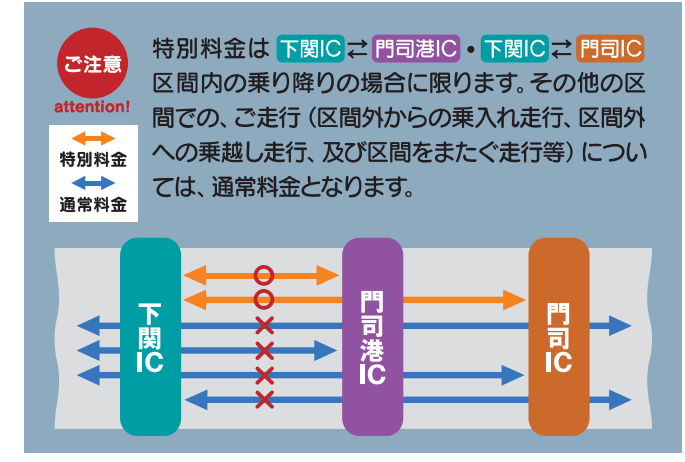 ご注意
attention!
特別料金
通常料金
特別料金は 下関IC⇄門司港IC・下関IC⇄門司IC
区間内の乗り降りの場合に限ります。その他の区
間での、ご走行（区間外からの乗入れ走行、区間外
への乗越し走行、及び区間をまたぐ走行等）につい
ては、通常料金となります。
下関IC
門司港IC
門司IC